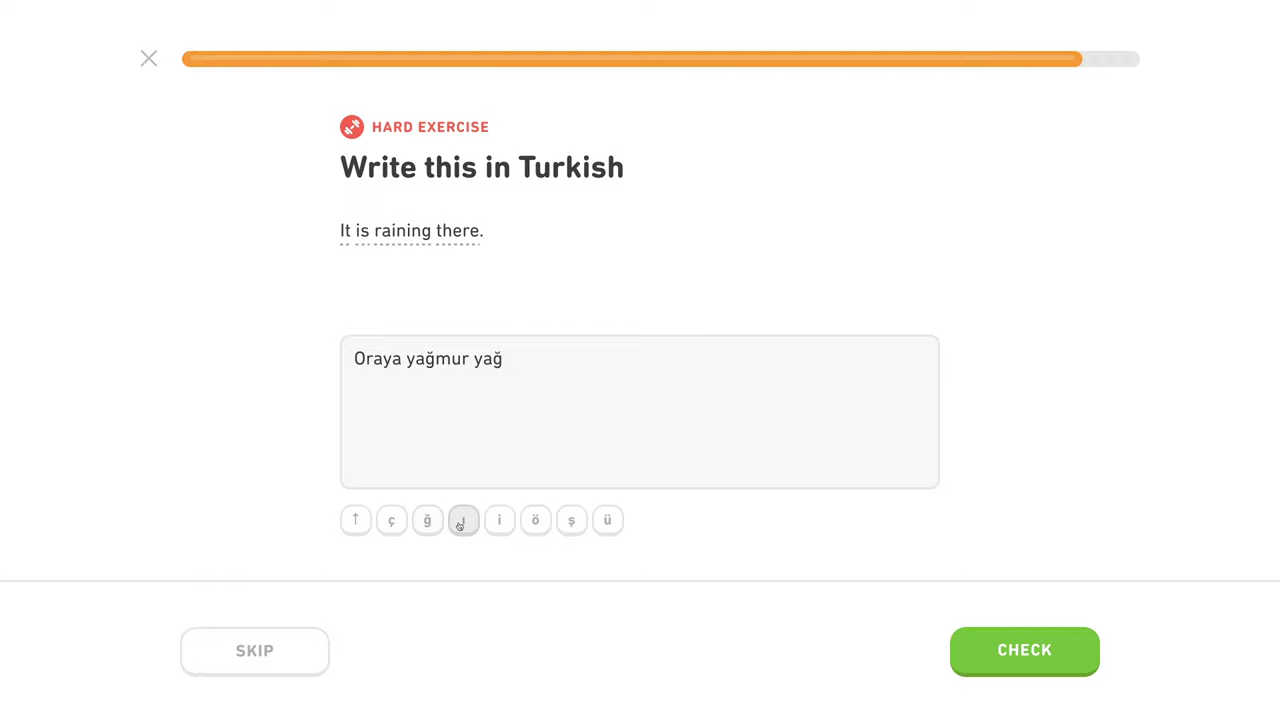 HARD EXERCISE
Write this in Turkish
It is raining there.
Oraya yağmur yağ
↑ ç ğ ı i ö ş ü
SKIP CHECK